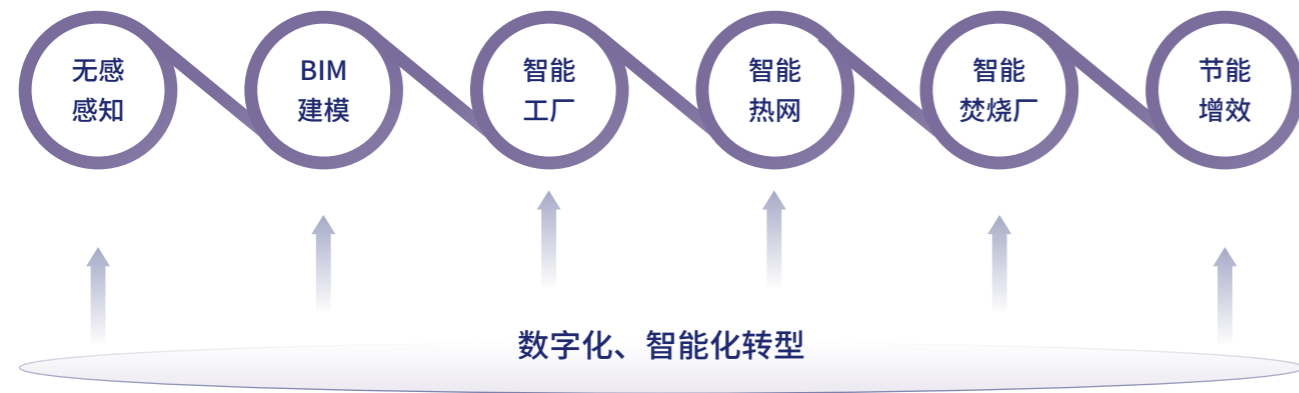 无感
感知
BIM
建模
智能
工厂
智能
热网
智能
焚烧厂
节能
增效
数字化、智能化转型